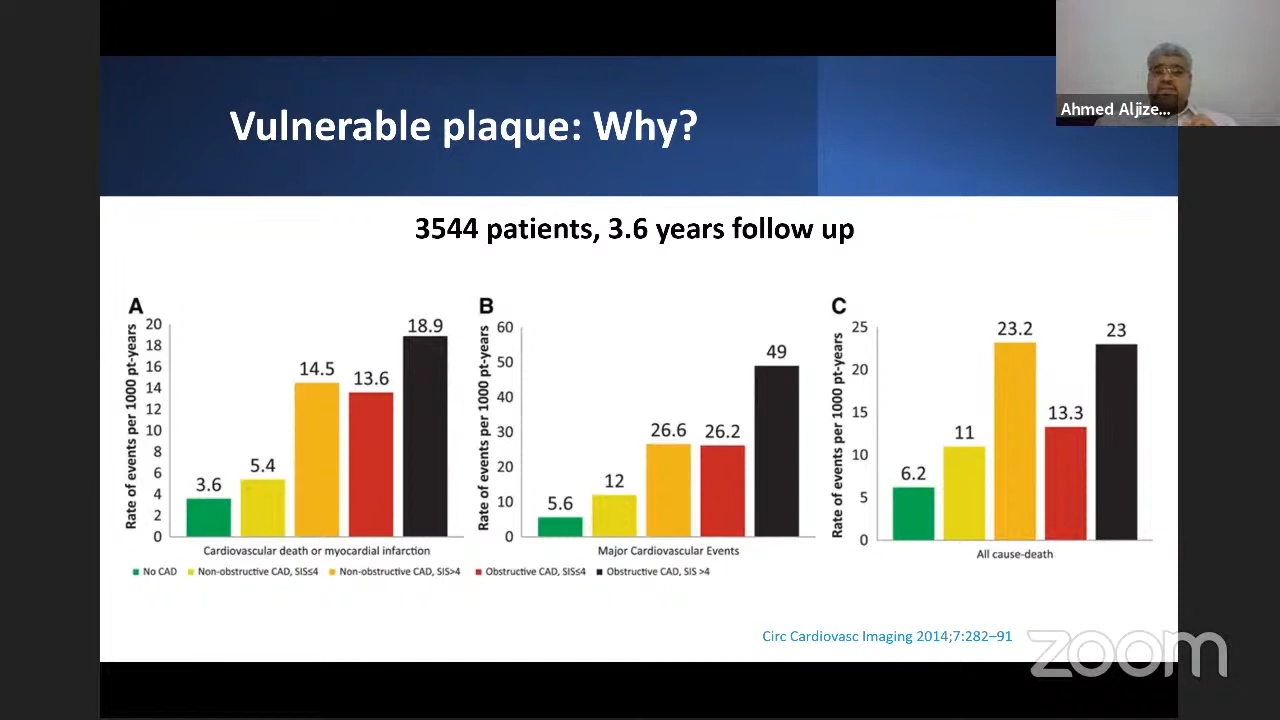 Ahmed Aljize...
Vulnerable plaque: Why?
3544 patients, 3.6 years follow up
A
Rate of events per 1000 pt-years
20
18
16
14
12
10
8
6
4
2
0
3.6
5.4
14.5
13.6
18.9
Cardiovascular death or myocardial infarction
B
Rate of events per 1000 pt-years
60
50
40
30
20
10
0
5.6
12
26.6
26.2
49
Major Cardiovascular Events
C
Rate of events per 1000 pt-years
25
20
15
10
5
0
6.2
11
23.2
13.3
23
All cause-death
No CAD Non-obstructive CAD, SIS≤4 Non-obstructive CAD, SIS>4 Obstructive CAD, SIS≤4 Obstructive CAD, SIS >4
Circ Cardiovasc Imaging 2014;7:282–91
zoom